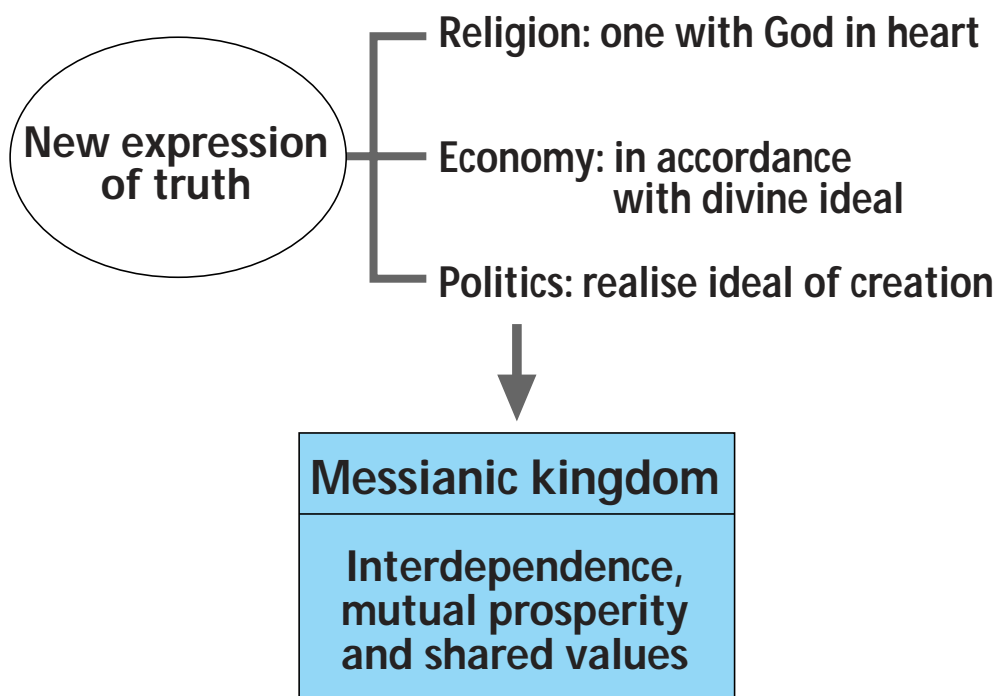 Religion: one with God in heart
New expression
of truth
Economy: in accordance
with divine ideal
Politics: realise ideal of creation
Messianic kingdom
Interdependence,
mutual prosperity
and shared values